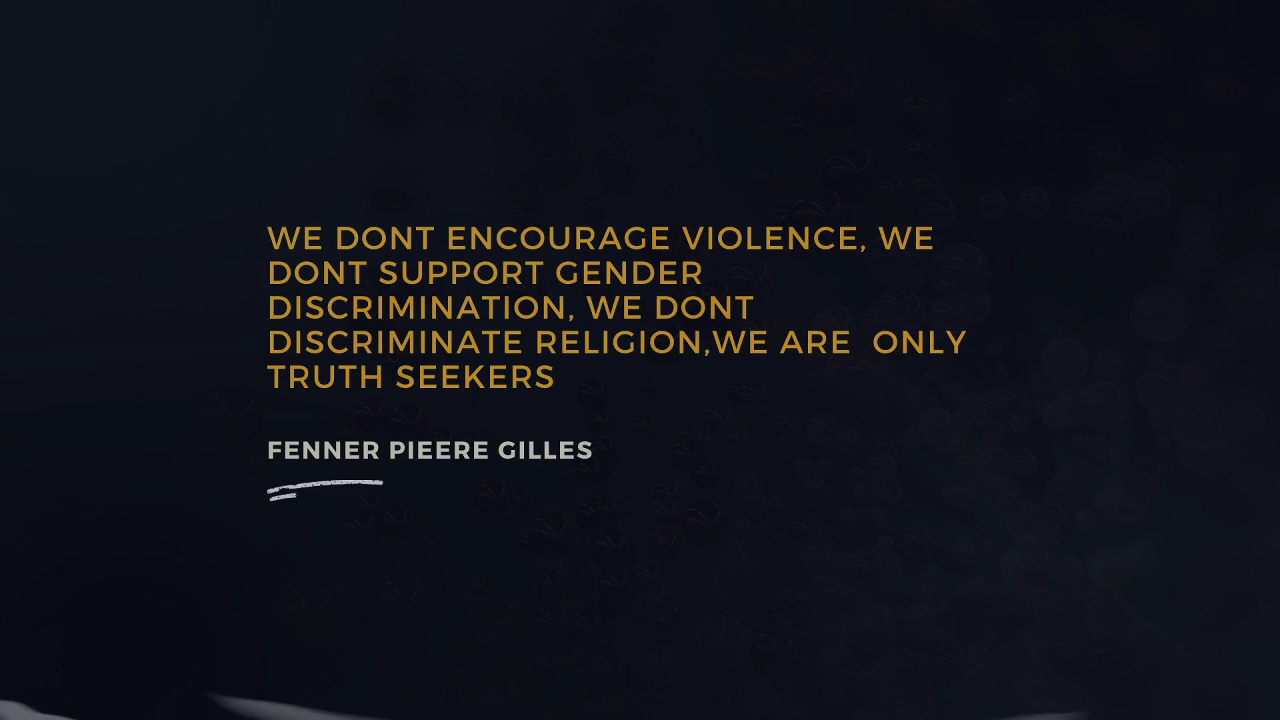 WE DONT ENCOURAGE VIOLENCE, WE
DONT SUPPORT GENDER
DISCRIMINATION, WE DONT
DISCRIMINATE RELIGION,WE ARE  ONLY
TRUTH SEEKERS
FENNER PIEERE GILLES